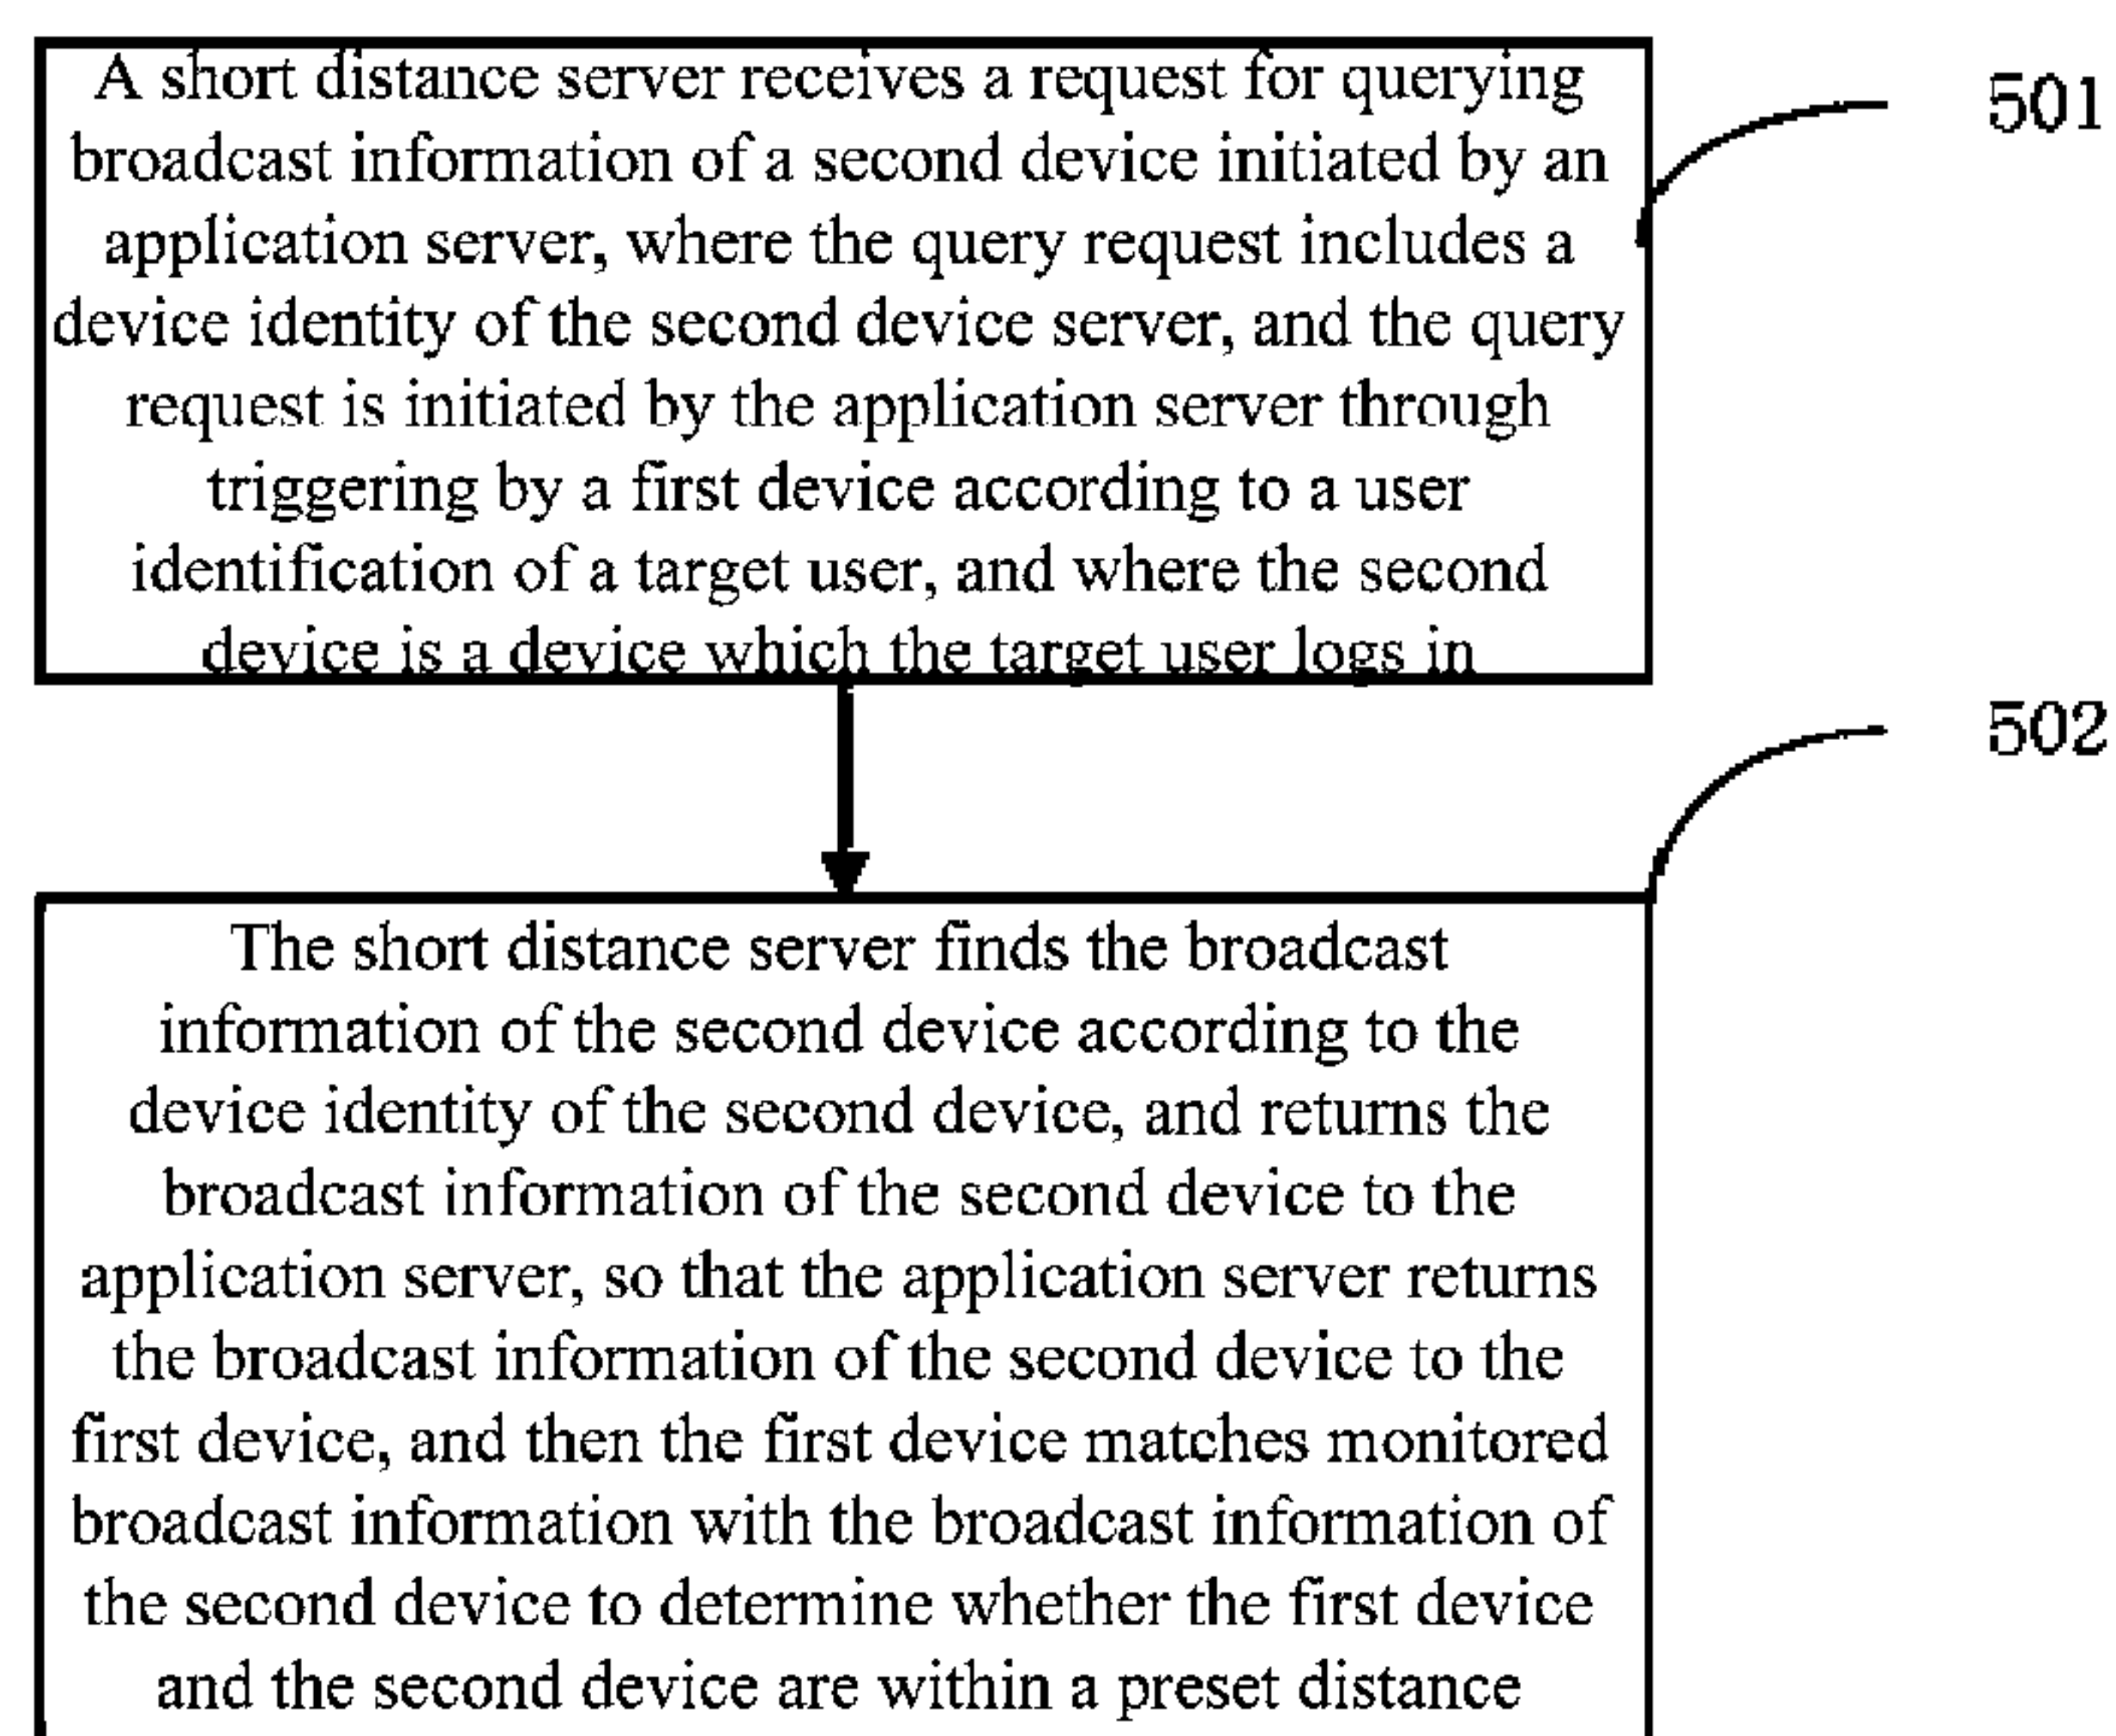 A short distance server receives a request for querying
broadcast information of a second device initiated by an
application server, where the query request includes a
device identity of the second device server, and the query
request is initiated by the application server through
triggering by a first device according to a user
identification of a target user, and where the second
device is a device which the target user logs in
501
502
The short distance server finds the broadcast
information of the second device according to the
device identity of the second device, and returns the
broadcast information of the second device to the
application server, so that the application server returns
the broadcast information of the second device to the
first device, and then the first device matches monitored
broadcast information with the broadcast information of
the second device to determine whether the first device
and the second device are within a preset distance